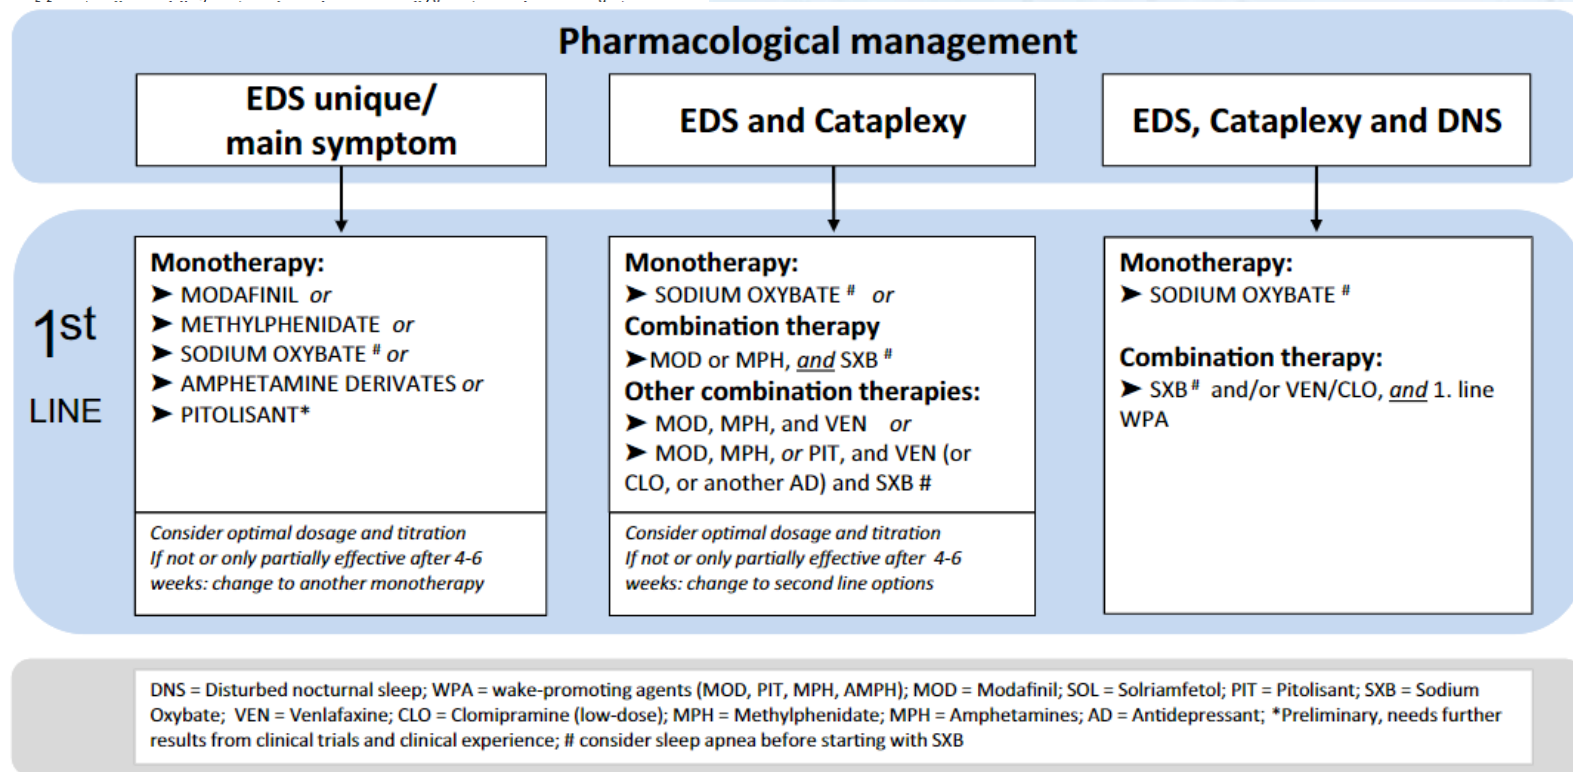 Pharmacological management
EDS unique/
main symptom
EDS and Cataplexy
EDS, Cataplexy and DNS
1st
LINE
Monotherapy:
➤ MODAFINIL or
➤ METHYLPHENIDATE or
➤ SODIUM OXYBATE # or
➤ AMPHETAMINE DERIVATES or
➤ PITOLISANT*
Consider optimal dosage and titration
If not or only partially effective after 4-6
weeks: change to another monotherapy
Monotherapy:
➤ SODIUM OXYBATE # or
Combination therapy
➤MOD or MPH, and SXB #
Other combination therapies:
➤ MOD, MPH, and VEN or
➤ MOD, MPH, or PIT, and VEN (or
CLO, or another AD) and SXB #
Consider optimal dosage and titration
If not or only partially effective after 4-6
weeks: change to second line options
Monotherapy:
➤ SODIUM OXYBATE #
Combination therapy:
➤ SXB # and/or VEN/CLO, and 1. line
WPA
DNS = Disturbed nocturnal sleep; WPA = wake-promoting agents (MOD, PIT, MPH, AMPH); MOD = Modafinil; SOL = Solriamfetol; PIT = Pitolisant; SXB = Sodium
Oxybate; VEN = Venlafaxine; CLO = Clomipramine (low-dose); MPH = Methylphenidate; MPH = Amphetamines; AD = Antidepressant; *Preliminary, needs further
results from clinical trials and clinical experience; # consider sleep apnea before starting with SXB